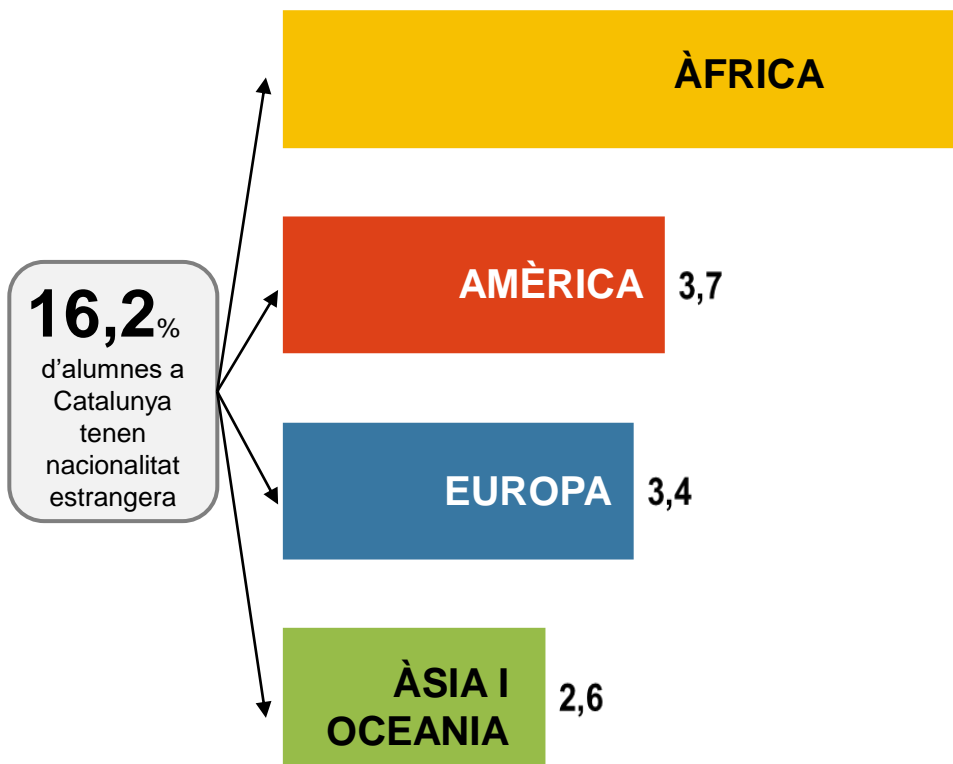 ÀFRICA
AMÈRICA 3,7
16,2%
d'alumnes a
Catalunya
tenen
nacionalitat
estrangera
EUROPA 3,4
ÀSIA I
OCEANIA
2,6